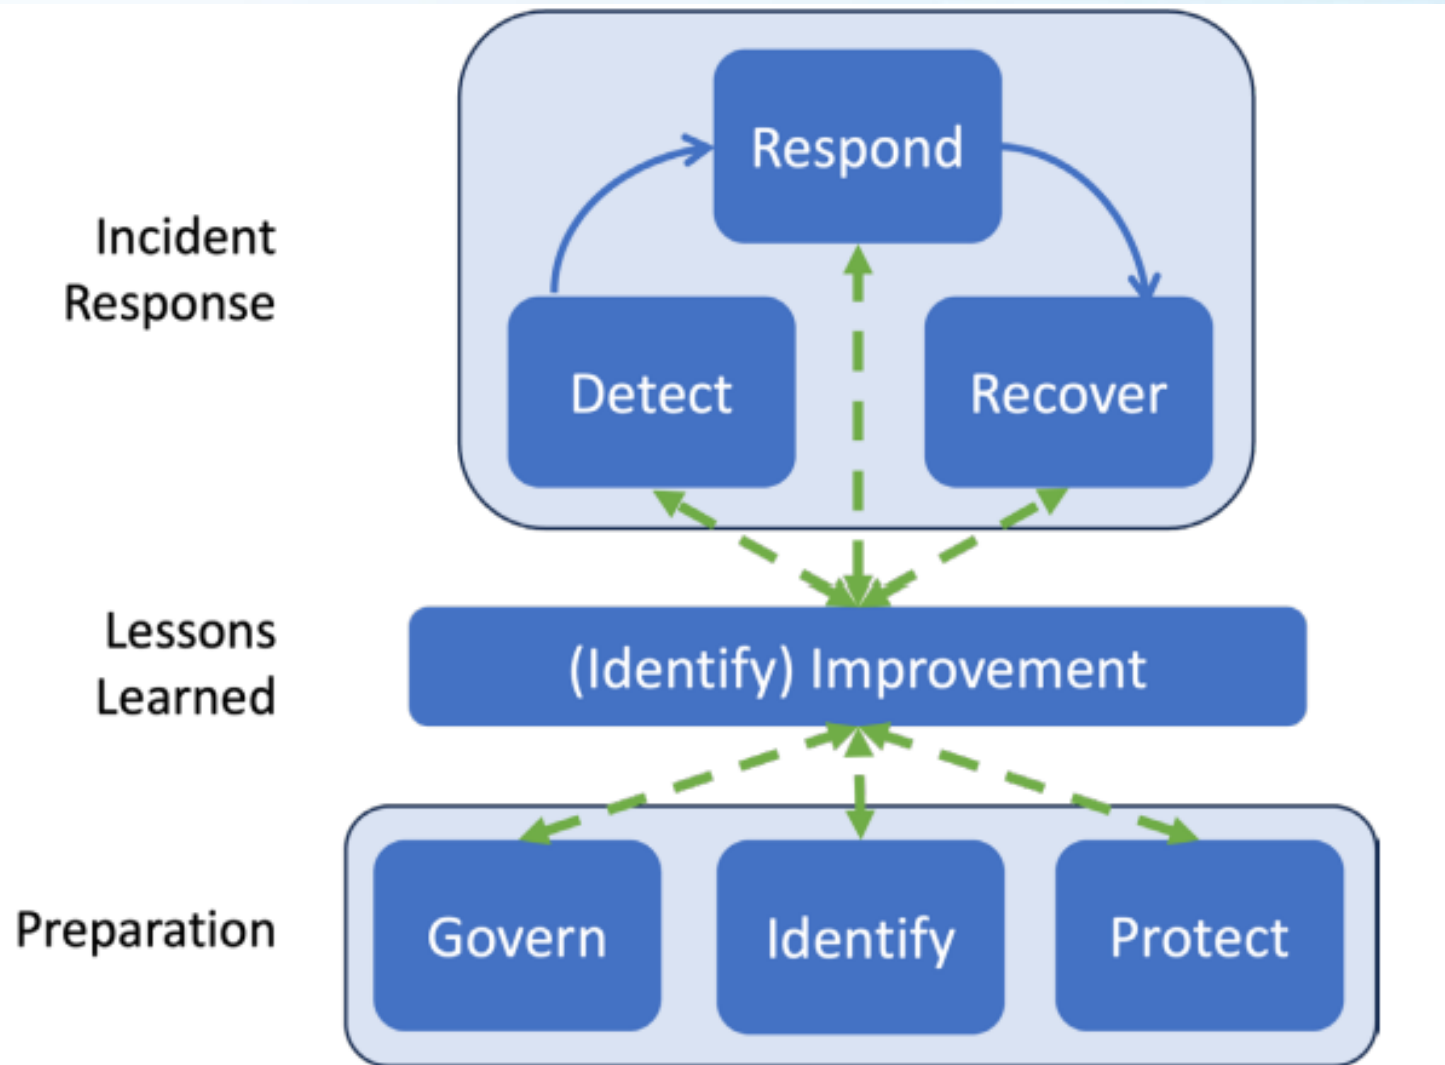 Incident
Response
Respond
Detect
Recover
Lessons
Learned
(Identify) Improvement
Preparation
Govern
Identify
Protect